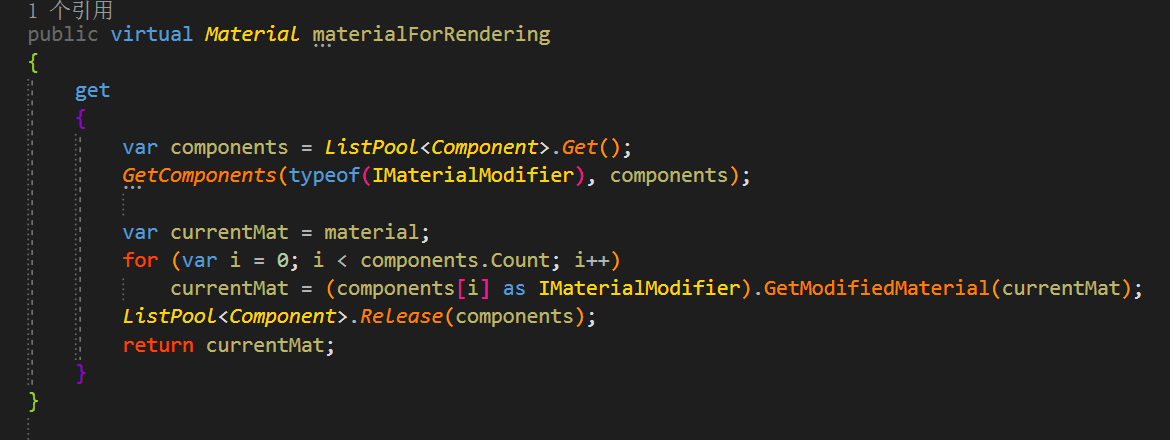 1 个引用
public virtual Material materialForRendering
{
get
{
var components = ListPool<Component>.Get();
GetComponents(typeof(IMaterialModifier), components);
var currentMat = material;
for (var i = 0; i < components.Count; i++)
currentMat = (components[i] as IMaterialModifier).GetModifiedMaterial(currentMat);
ListPool<Component>.Release(components);
return currentMat;
}
}